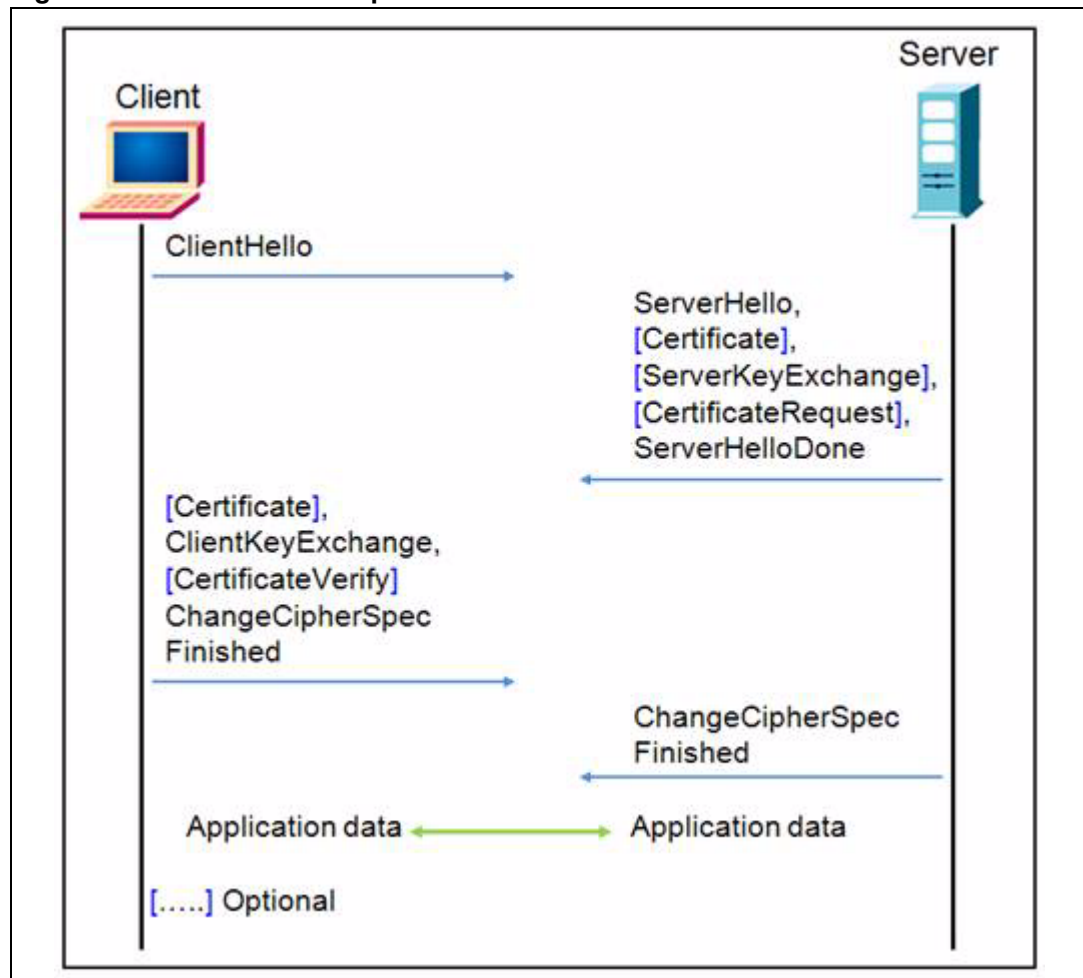 Server
Client
ClientHello
ServerHello,
[Certificate],
[ServerKeyExchange],
[CertificateRequest],
ServerHelloDone
[Certificate],
ClientKeyExchange,
[CertificateVerify]
ChangeCipherSpec
Finished
ChangeCipherSpec
Finished
Application data
Application data
[.....] Optional